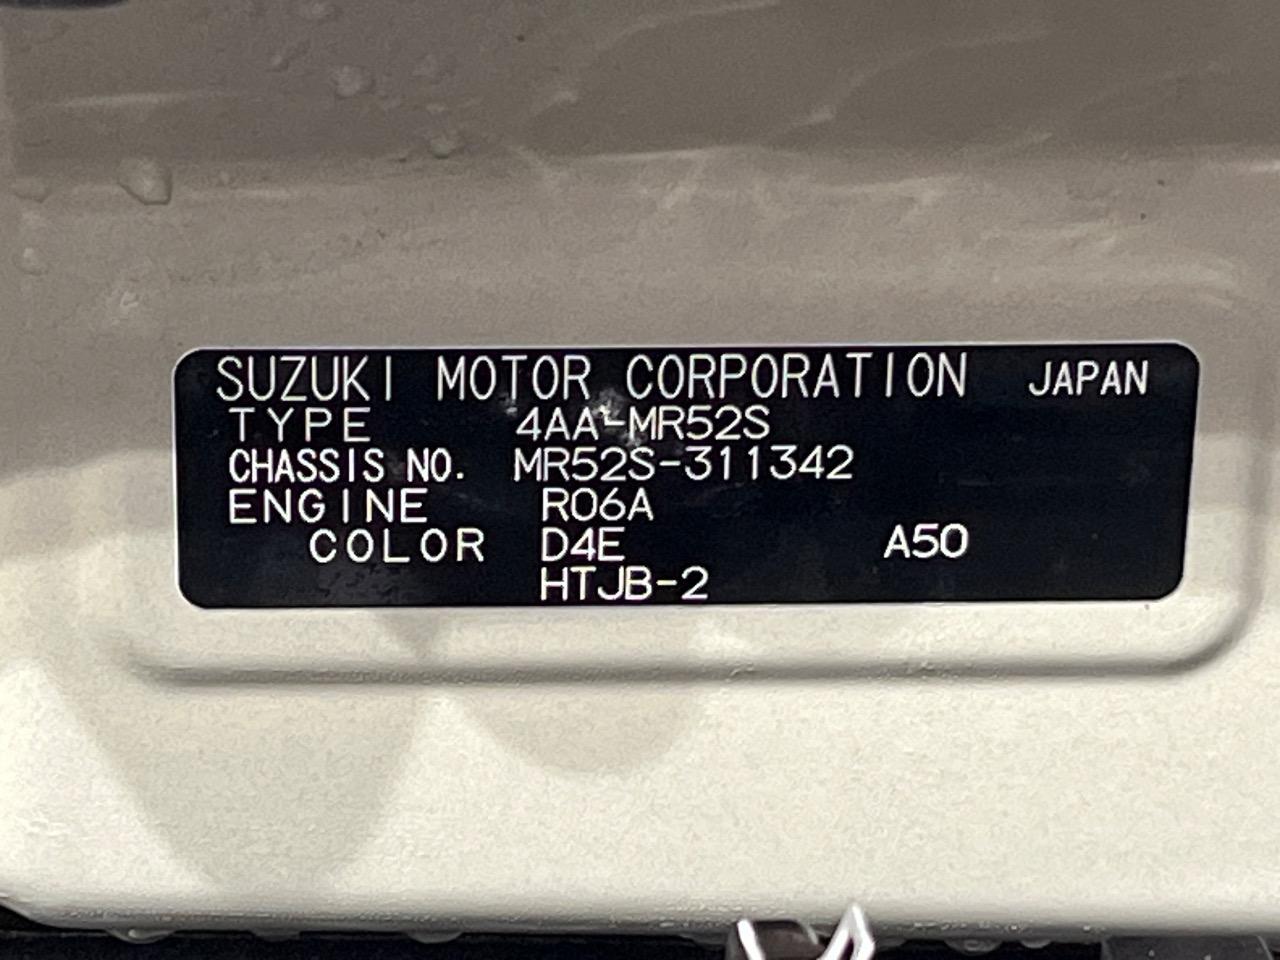 SUZUKI MOTOR CORPORATION JAPAN
TYPE 4AA-MR52S
CHASSIS NO. MR52S-311342
ENGINE R06A
COLOR D4E A50
HTJB-2